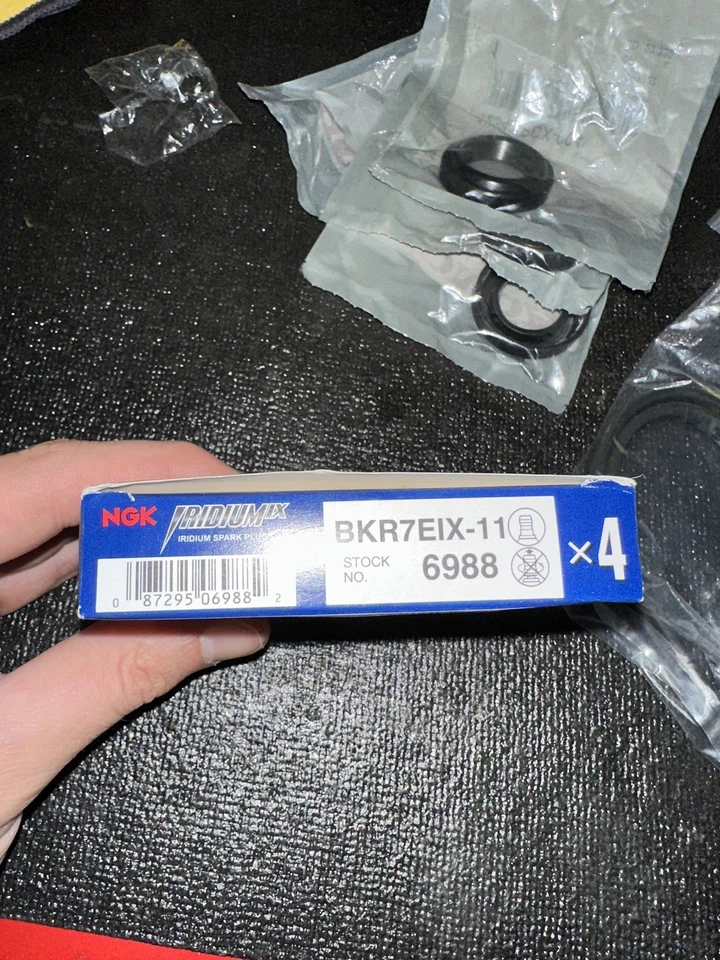 NGK IRIDIUM IX
IRIDIUM SPARK PLUGS
0 87295 06988 2
BKR7EIX-11
STOCK NO. 6988
×4